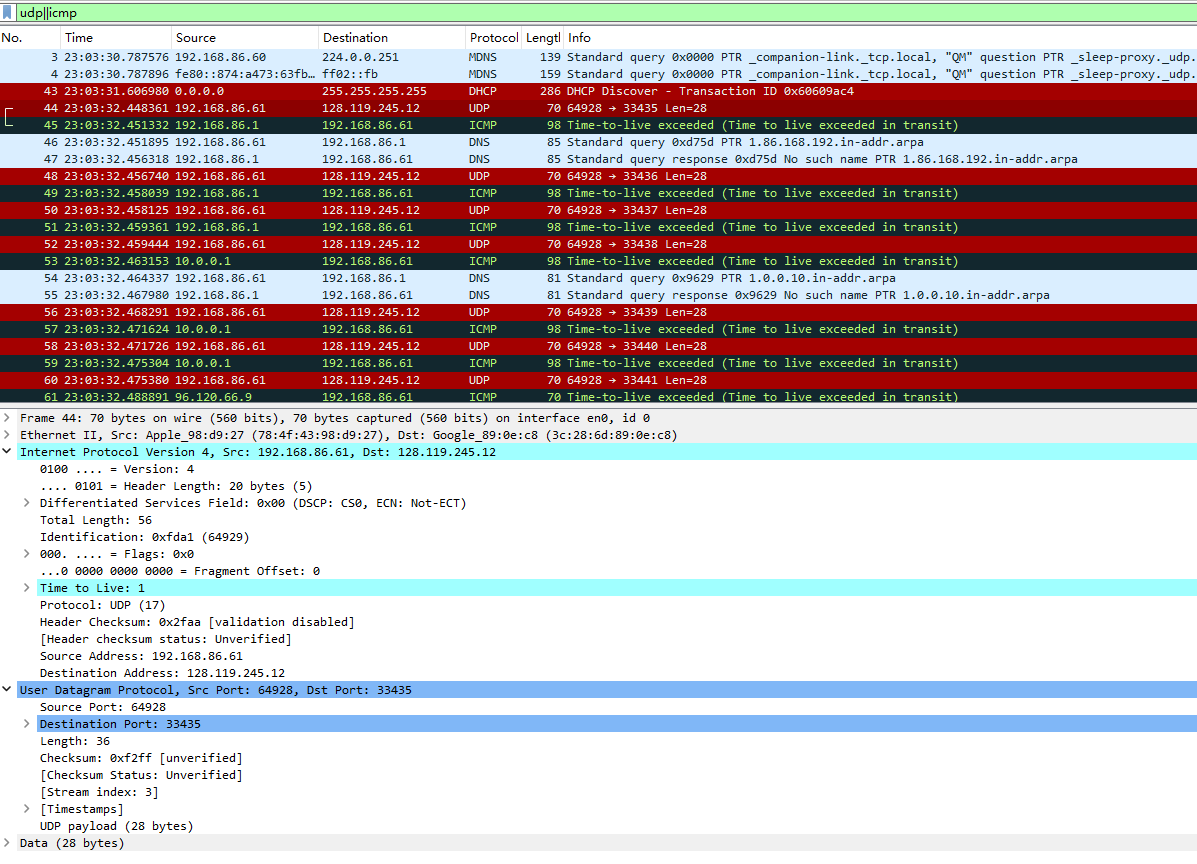 udp||icmp
No. Time Source Destination Protocol Lengtl Info
3 23:03:30.787576 192.168.86.60 224.0.0.251 MDNS 139 Standard query 0x0000 PTR _companion-link._tcp.local, "QM" question PTR _sleep-proxy._udp.
4 23:03:30.787896 fe80::874:a473:63fb… ff02::fb MDNS 159 Standard query 0x0000 PTR _companion-link._tcp.local, "QM" question PTR _sleep-proxy._udp.
43 23:03:31.606980 0.0.0.0 255.255.255.255 DHCP 286 DHCP Discover - Transaction ID 0x60609ac4
44 23:03:32.448361 192.168.86.61 128.119.245.12 UDP 70 64928 → 33435 Len=28
45 23:03:32.451332 192.168.86.1 192.168.86.61 ICMP 98 Time-to-live exceeded (Time to live exceeded in transit)
46 23:03:32.451895 192.168.86.61 192.168.86.1 DNS 85 Standard query 0xd75d PTR 1.86.168.192.in-addr.arpa
47 23:03:32.456318 192.168.86.1 192.168.86.61 DNS 85 Standard query response 0xd75d No such name PTR 1.86.168.192.in-addr.arpa
48 23:03:32.456740 192.168.86.61 128.119.245.12 UDP 70 64928 → 33436 Len=28
49 23:03:32.458039 192.168.86.1 192.168.86.61 ICMP 98 Time-to-live exceeded (Time to live exceeded in transit)
50 23:03:32.458125 192.168.86.61 128.119.245.12 UDP 70 64928 → 33437 Len=28
51 23:03:32.459361 192.168.86.1 192.168.86.61 ICMP 98 Time-to-live exceeded (Time to live exceeded in transit)
52 23:03:32.459444 192.168.86.61 128.119.245.12 UDP 70 64928 → 33438 Len=28
53 23:03:32.463153 10.0.0.1 192.168.86.61 ICMP 98 Time-to-live exceeded (Time to live exceeded in transit)
54 23:03:32.464337 192.168.86.61 192.168.86.1 DNS 81 Standard query 0x9629 PTR 1.0.0.10.in-addr.arpa
55 23:03:32.467980 192.168.86.1 192.168.86.61 DNS 81 Standard query response 0x9629 No such name PTR 1.0.0.10.in-addr.arpa
56 23:03:32.468291 192.168.86.61 128.119.245.12 UDP 70 64928 → 33439 Len=28
57 23:03:32.471624 10.0.0.1 192.168.86.61 ICMP 98 Time-to-live exceeded (Time to live exceeded in transit)
58 23:03:32.471726 192.168.86.61 128.119.245.12 UDP 70 64928 → 33440 Len=28
59 23:03:32.475304 10.0.0.1 192.168.86.61 ICMP 98 Time-to-live exceeded (Time to live exceeded in transit)
60 23:03:32.475380 192.168.86.61 128.119.245.12 UDP 70 64928 → 33441 Len=28
61 23:03:32.488891 96.120.66.9 192.168.86.61 ICMP 70 Time-to-live exceeded (Time to live exceeded in transit)
Frame 44: 70 bytes on wire (560 bits), 70 bytes captured (560 bits) on interface en0, id 0
Ethernet II, Src: Apple_98:d9:27 (78:4f:43:98:d9:27), Dst: Google_89:0e:c8 (3c:28:6d:89:0e:c8)
Internet Protocol Version 4, Src: 192.168.86.61, Dst: 128.119.245.12
0100 .... = Version: 4
.... 0101 = Header Length: 20 bytes (5)
Differentiated Services Field: 0x00 (DSCP: CS0, ECN: Not-ECT)
Total Length: 56
Identification: 0xfda1 (64929)
000. .... = Flags: 0x0
...0 0000 0000 0000 = Fragment Offset: 0
Time to Live: 1
Protocol: UDP (17)
Header Checksum: 0x2faa [validation disabled]
[Header checksum status: Unverified]
Source Address: 192.168.86.61
Destination Address: 128.119.245.12
User Datagram Protocol, Src Port: 64928, Dst Port: 33435
Source Port: 64928
Destination Port: 33435
Length: 36
Checksum: 0xf2ff [unverified]
[Checksum Status: Unverified]
[Stream index: 3]
[Timestamps]
UDP payload (28 bytes)
Data (28 bytes)